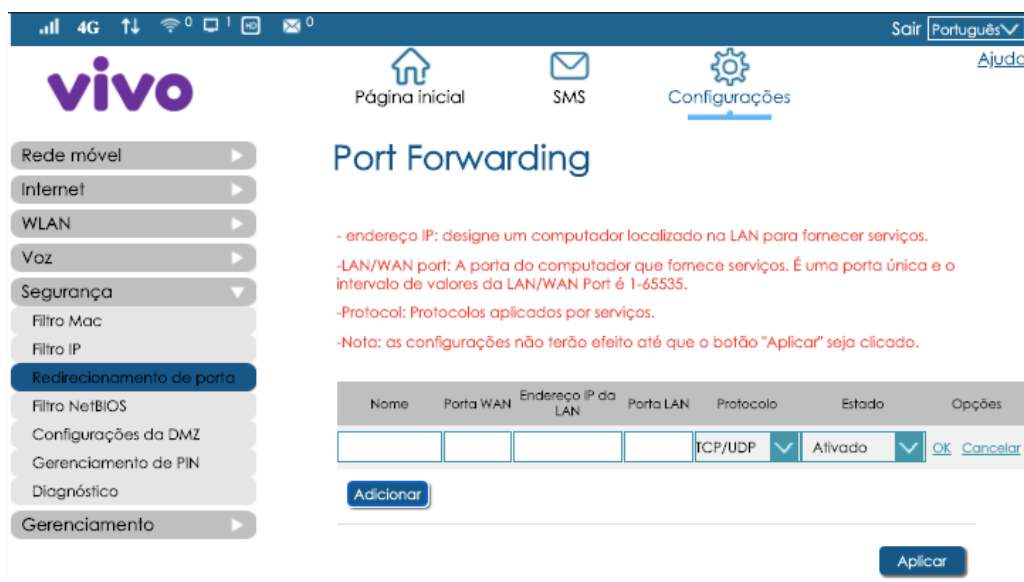 4G 0 1 HD 0 Sair Português
vivo
Página inicial
SMS
Configurações
Ajuda
Rede móvel
Internet
WLAN
Voz
Segurança
Filtro Mac
Filtro IP
Redirecionamento de porta
Filtro NetBIOS
Configurações da DMZ
Gerenciamento de PIN
Diagnóstico
Gerenciamento
Port Forwarding
- endereço IP: designe um computador localizado na LAN para fornecer serviços.
-LAN/WAN port: A porta do computador que fornece serviços. É uma porta única e o
intervalo de valores da LAN/WAN Port é 1-65535.
-Protocol: Protocolos aplicados por serviços.
-Nota: as configurações não terão efeito até que o botão "Aplicar" seja clicado.
Nome Porta WAN Endereço IP da LAN Porta LAN Protocolo Estado Opções
TCP/UDP Ativado OK Cancelar
Adicionar
Aplicar